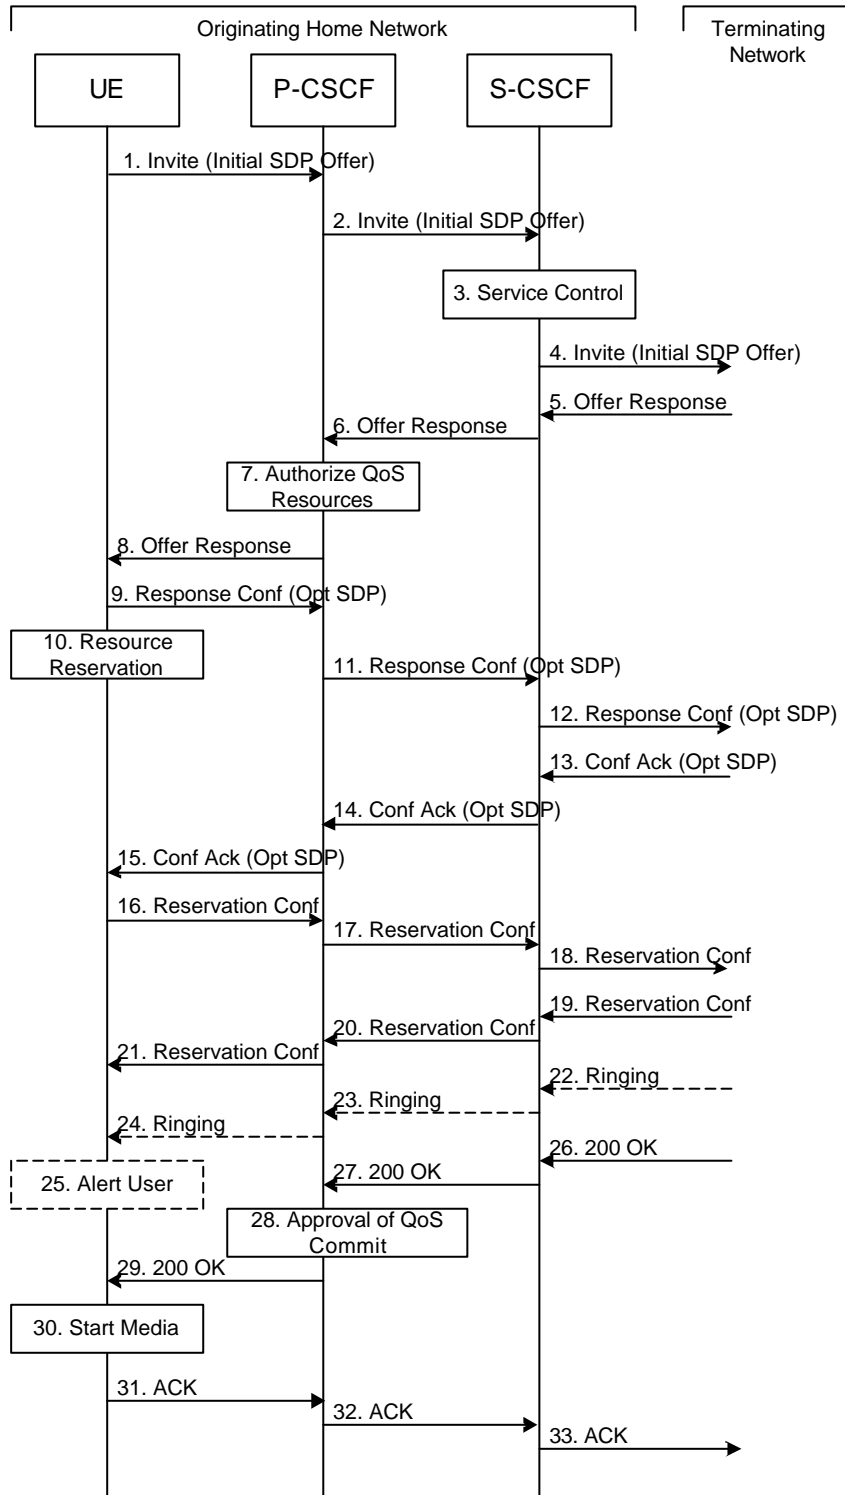 Originating Home Network
Terminating
Network
UE
P-CSCF
S-CSCF
1. Invite (Initial SDP Offer)
2. Invite (Initial SDP Offer)
3. Service Control
4. Invite (Initial SDP Offer)
5. Offer Response
6. Offer Response
7. Authorize QoS
Resources
8. Offer Response
9. Response Conf (Opt SDP)
10. Resource
Reservation
11. Response Conf (Opt SDP)
12. Response Conf (Opt SDP)
13. Conf Ack (Opt SDP)
14. Conf Ack (Opt SDP)
15. Conf Ack (Opt SDP)
16. Reservation Conf
17. Reservation Conf
18. Reservation Conf
19. Reservation Conf
20. Reservation Conf
21. Reservation Conf
22. Ringing
23. Ringing
24. Ringing
25. Alert User
26. 200 OK
27. 200 OK
28. Approval of QoS
Commit
29. 200 OK
30. Start Media
31. ACK
32. ACK
33. ACK